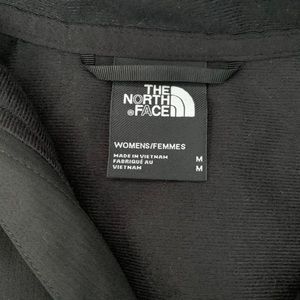 THE
NORTH
FACE
WOMENS/FEMMES
MADE IN VIETNAM M
FABRIQUÉ AU
VIETNAM M